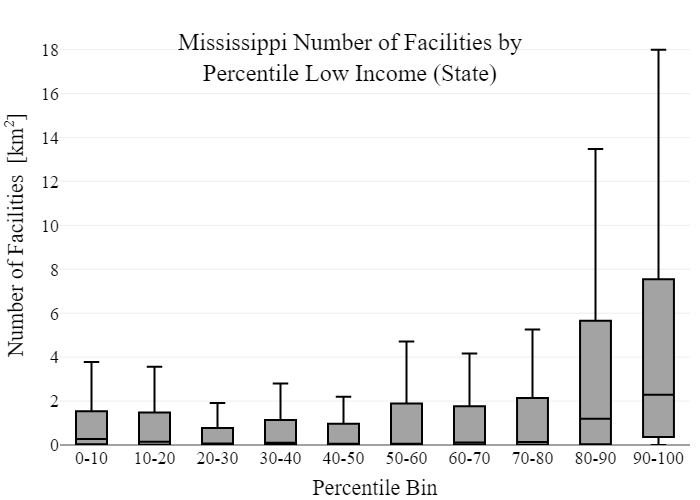 Mississippi Number of Facilities by
Percentile Low Income (State)
Number of Facilities [km²]
18
16
14
12
10
8
6
4
2
0
0-10 10-20 20-30 30-40 40-50 50-60 60-70 70-80 80-90 90-100
Percentile Bin